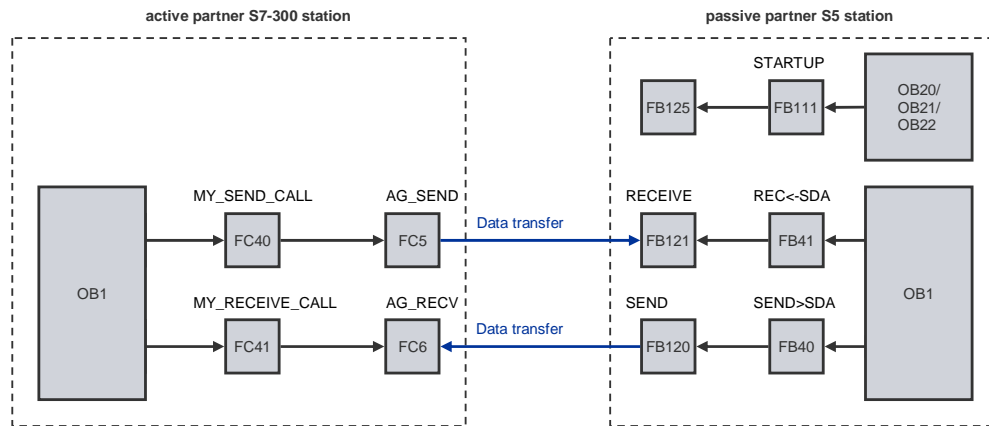 active partner S7-300 station
passive partner S5 station
STARTUP
FB125
FB111
OB20/
OB21/
OB22
MY_SEND_CALL
AG_SEND
RECEIVE
REC<-SDA
Data transfer
FC40
FC5
FB121
FB41
OB1
OB1
MY_RECEIVE_CALL
AG_RECV
SEND
SEND>SDA
Data transfer
FC41
FC6
FB120
FB40